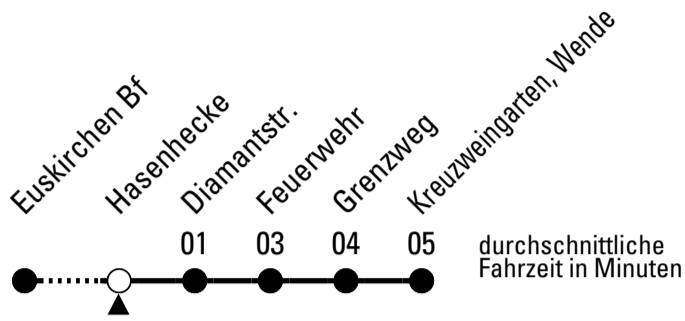 Euskirchen Bf
Hasenhecke
Diamantstr.
Feuerwehr
Grenzweg
Kreuzweingarten, Wende
01 03 04 05
durchschnittliche
Fahrzeit in Minuten